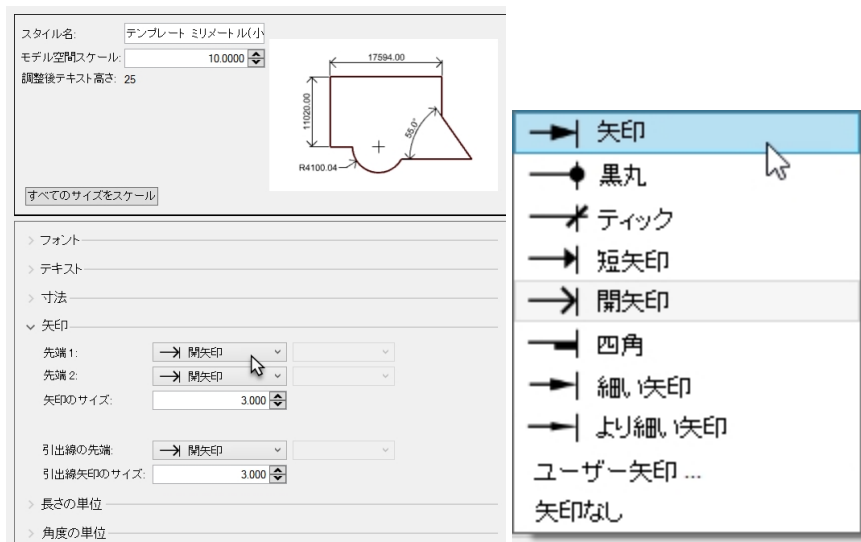 スタイル名: テンプレート ミリメートル(小
モデル空間スケール: 10.0000
調整後テキスト高さ: 25
17594.00
11020.00
55.0°
R4100.04
すべてのサイズをスケール
フォント
テキスト
寸法
矢印
先端 1: 開矢印
先端 2: 開矢印
矢印のサイズ: 3.000
引出線の先端: 開矢印
引出線矢印のサイズ: 3.000
長さの単位
角度の単位
矢印
黒丸
ティック
短矢印
開矢印
四角
細い矢印
より細い矢印
ユーザー矢印 ...
矢印なし